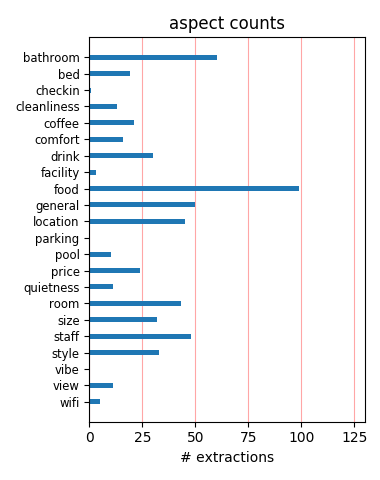 aspect counts
bathroom
bed
checkin
cleanliness
coffee
comfort
drink
facility
food
general
location
parking
pool
price
quietness
room
size
staff
style
vibe
view
wifi
0 25 50 75 100 125
# extractions